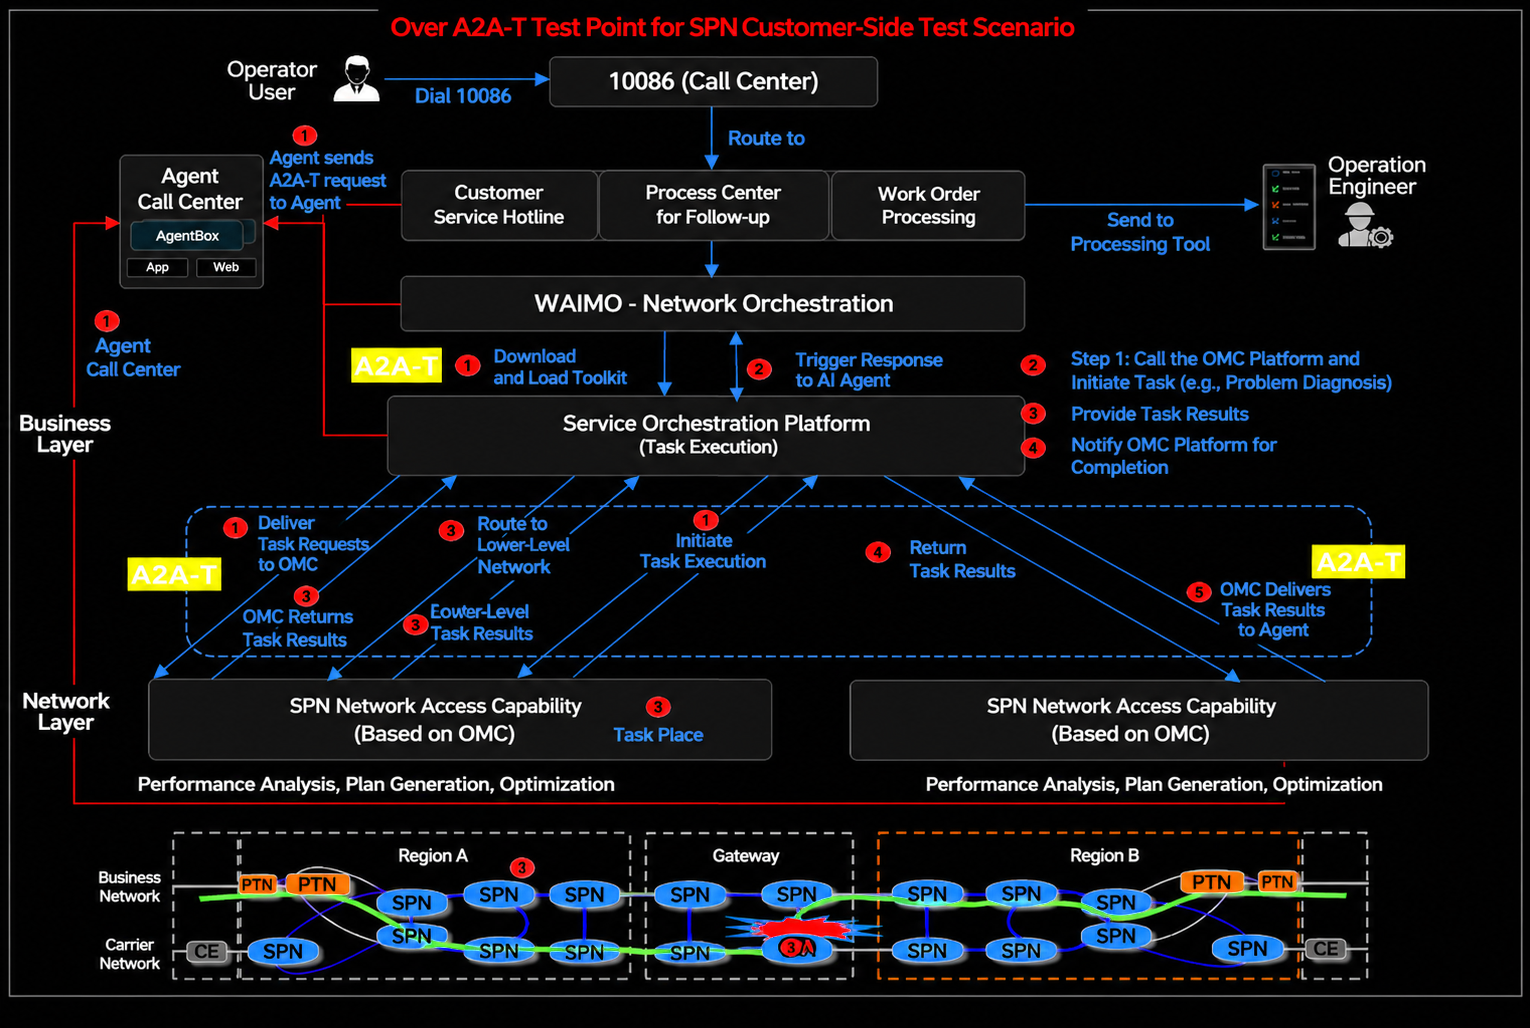 Over A2A-T Test Point for SPN Customer-Side Test Scenario
Operator
User
Dial 10086
10086 (Call Center)
Route to
1
Agent sends
A2A-T request
to Agent
Agent
Call Center
AgentBox
App
Web
Customer
Service Hotline
Process Center
for Follow-up
Work Order
Processing
Send to
Processing Tool
Operation
Engineer
WAIMO - Network Orchestration
1
Agent
Call Center
A2A-T
1
Download
and Load Toolkit
2
Trigger Response
to AI Agent
2
Step 1: Call the OMC Platform and
Initiate Task (e.g., Problem Diagnosis)
3
Provide Task Results
4
Notify OMC Platform for
Completion
Business
Layer
Service Orchestration Platform
(Task Execution)
A2A-T
1
Deliver
Task Requests
to OMC
3
OMC Returns
Task Results
3
Route to
Lower-Level
Network
3
Eower-Level
Task Results
1
Initiate
Task Execution
4
Return
Task Results
A2A-T
5
OMC Delivers
Task Results
to Agent
Network
Layer
SPN Network Access Capability
(Based on OMC)
3
Task Place
SPN Network Access Capability
(Based on OMC)
Performance Analysis, Plan Generation, Optimization
Performance Analysis, Plan Generation, Optimization
Region A
3
Gateway
Region B
Business
Network
PTN
PTN
SPN
SPN
SPN
SPN
SPN
SPN
SPN
SPN
PTN
PTN
Carrier
Network
CE
SPN
SPN
SPN
SPN
SPN
3
SPN
SPN
SPN
SPN
CE